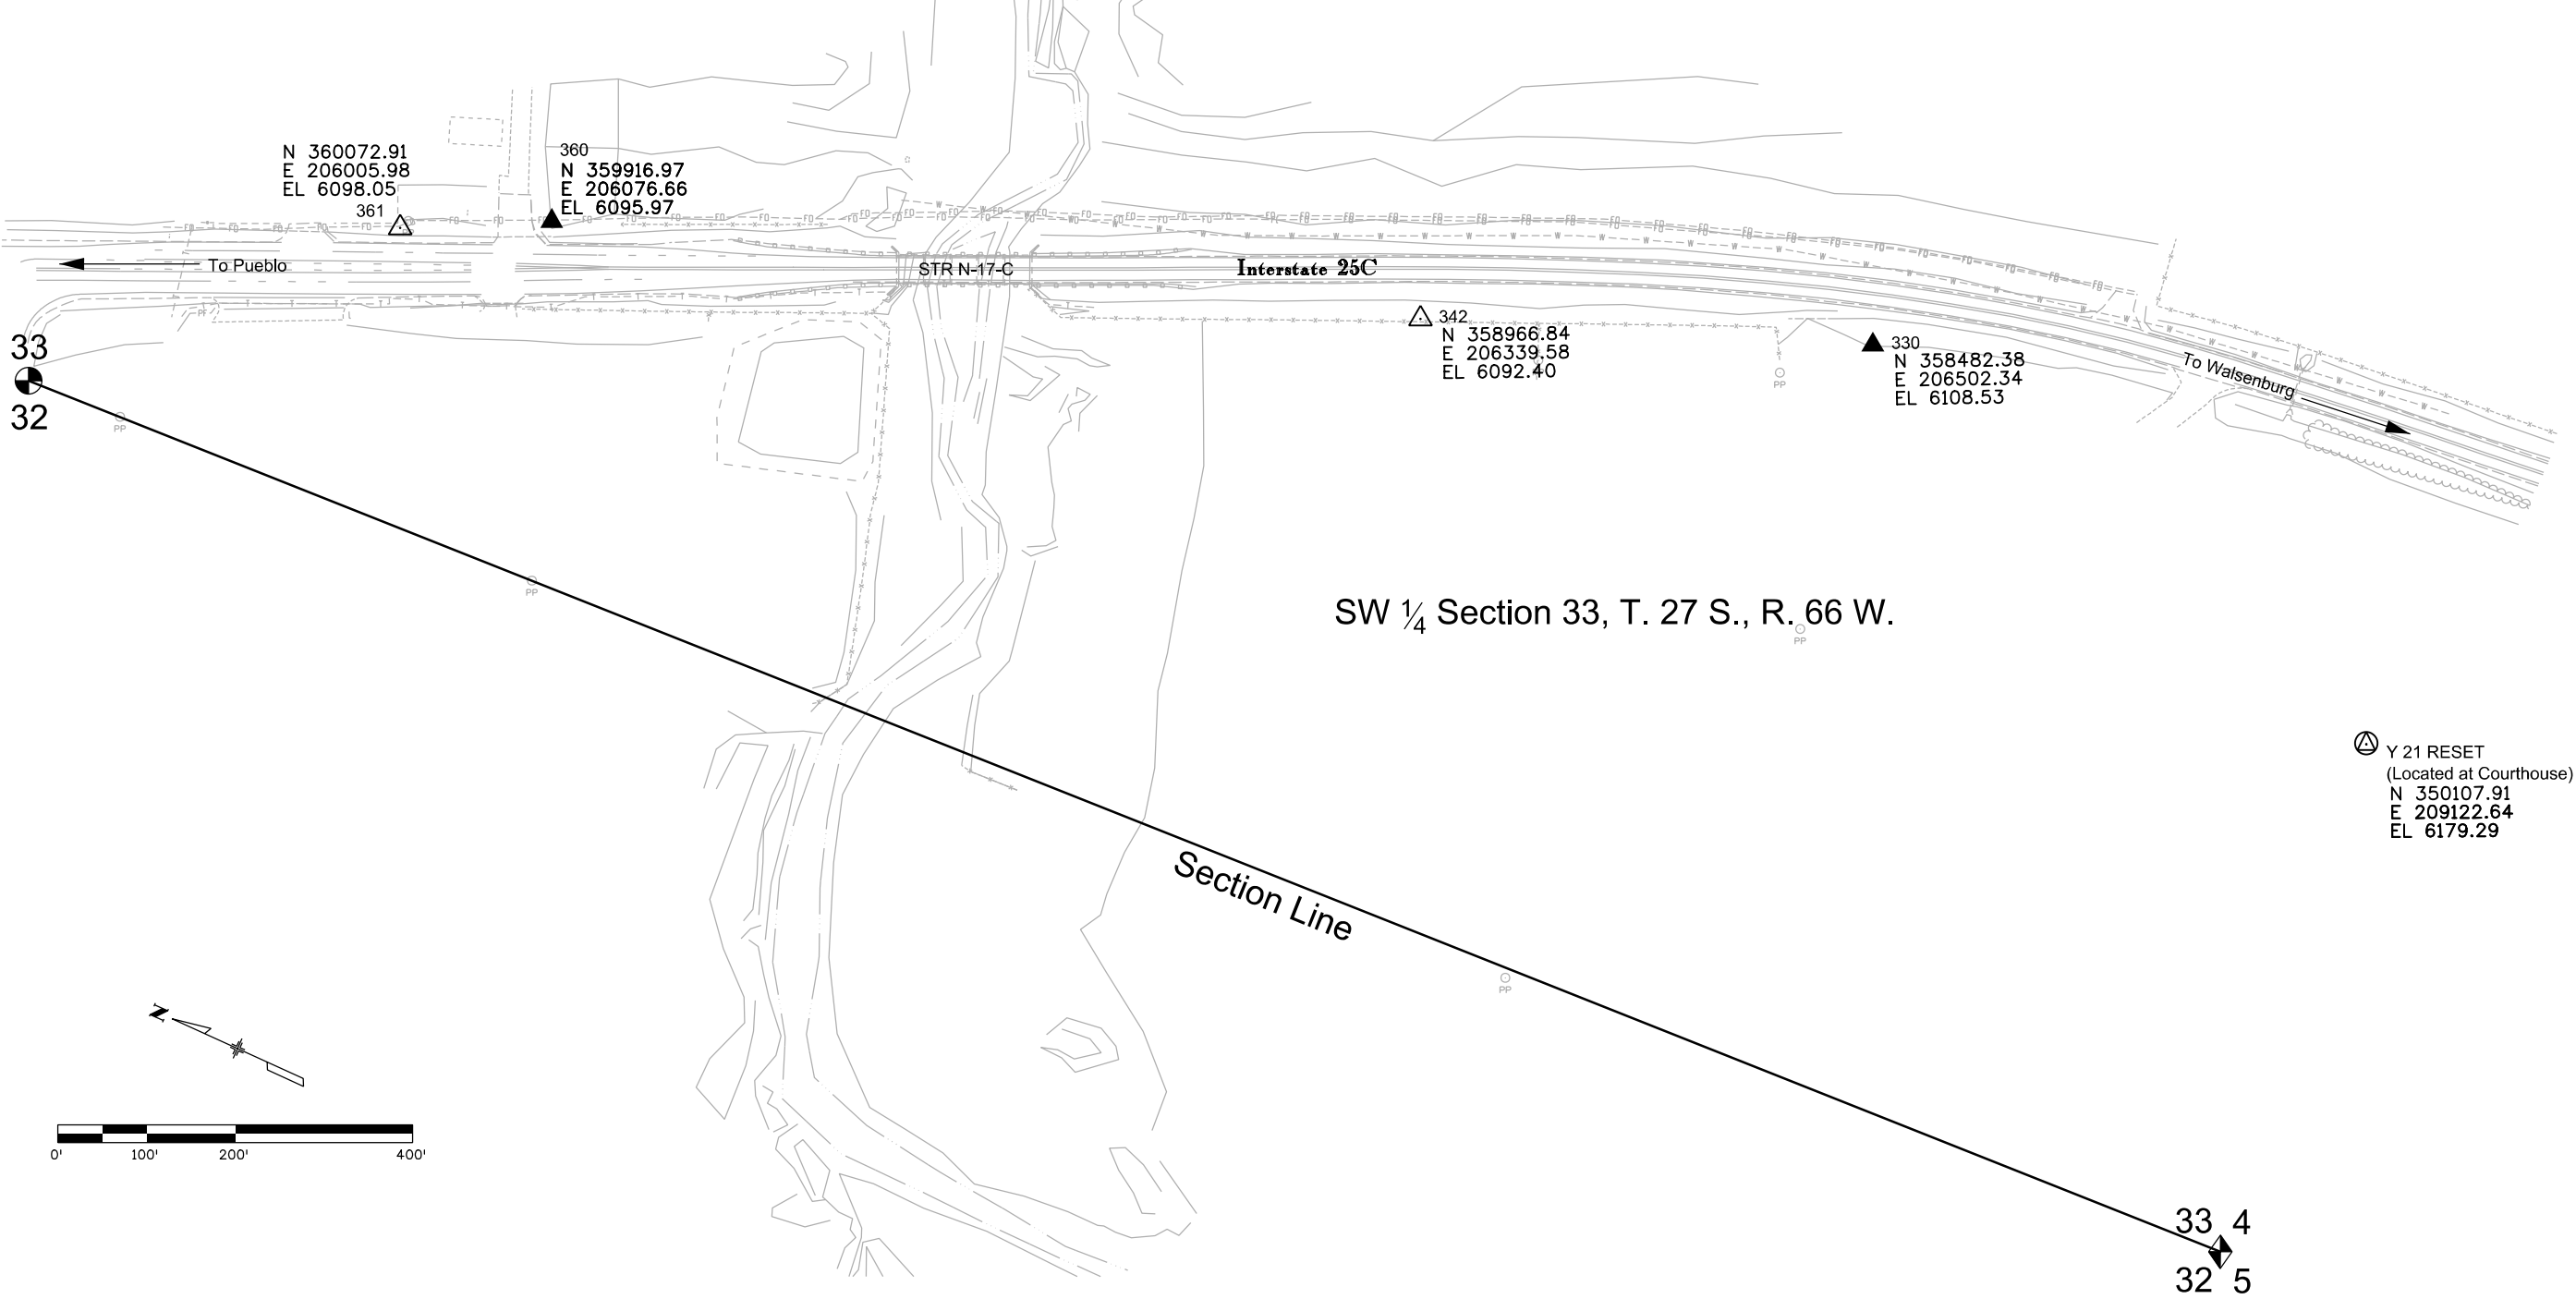 N 360072.91
E 206005.98
EL 6098.05
361
360
N 359916.97
E 206076.66
EL 6095.97
To Pueblo
STR N-17-C
Interstate 25C
342
N 358966.84
E 206339.58
EL 6092.40
330
N 358482.38
E 206502.34
EL 6108.53
To Walsenburg
33
32
PP
PP
PP
PP
PP
PF
SW ¼ Section 33, T. 27 S., R. 66 W.
Y 21 RESET
(Located at Courthouse)
N 350107.91
E 209122.64
EL 6179.29
Section Line
N
0' 100' 200' 400'
33 4
32 5